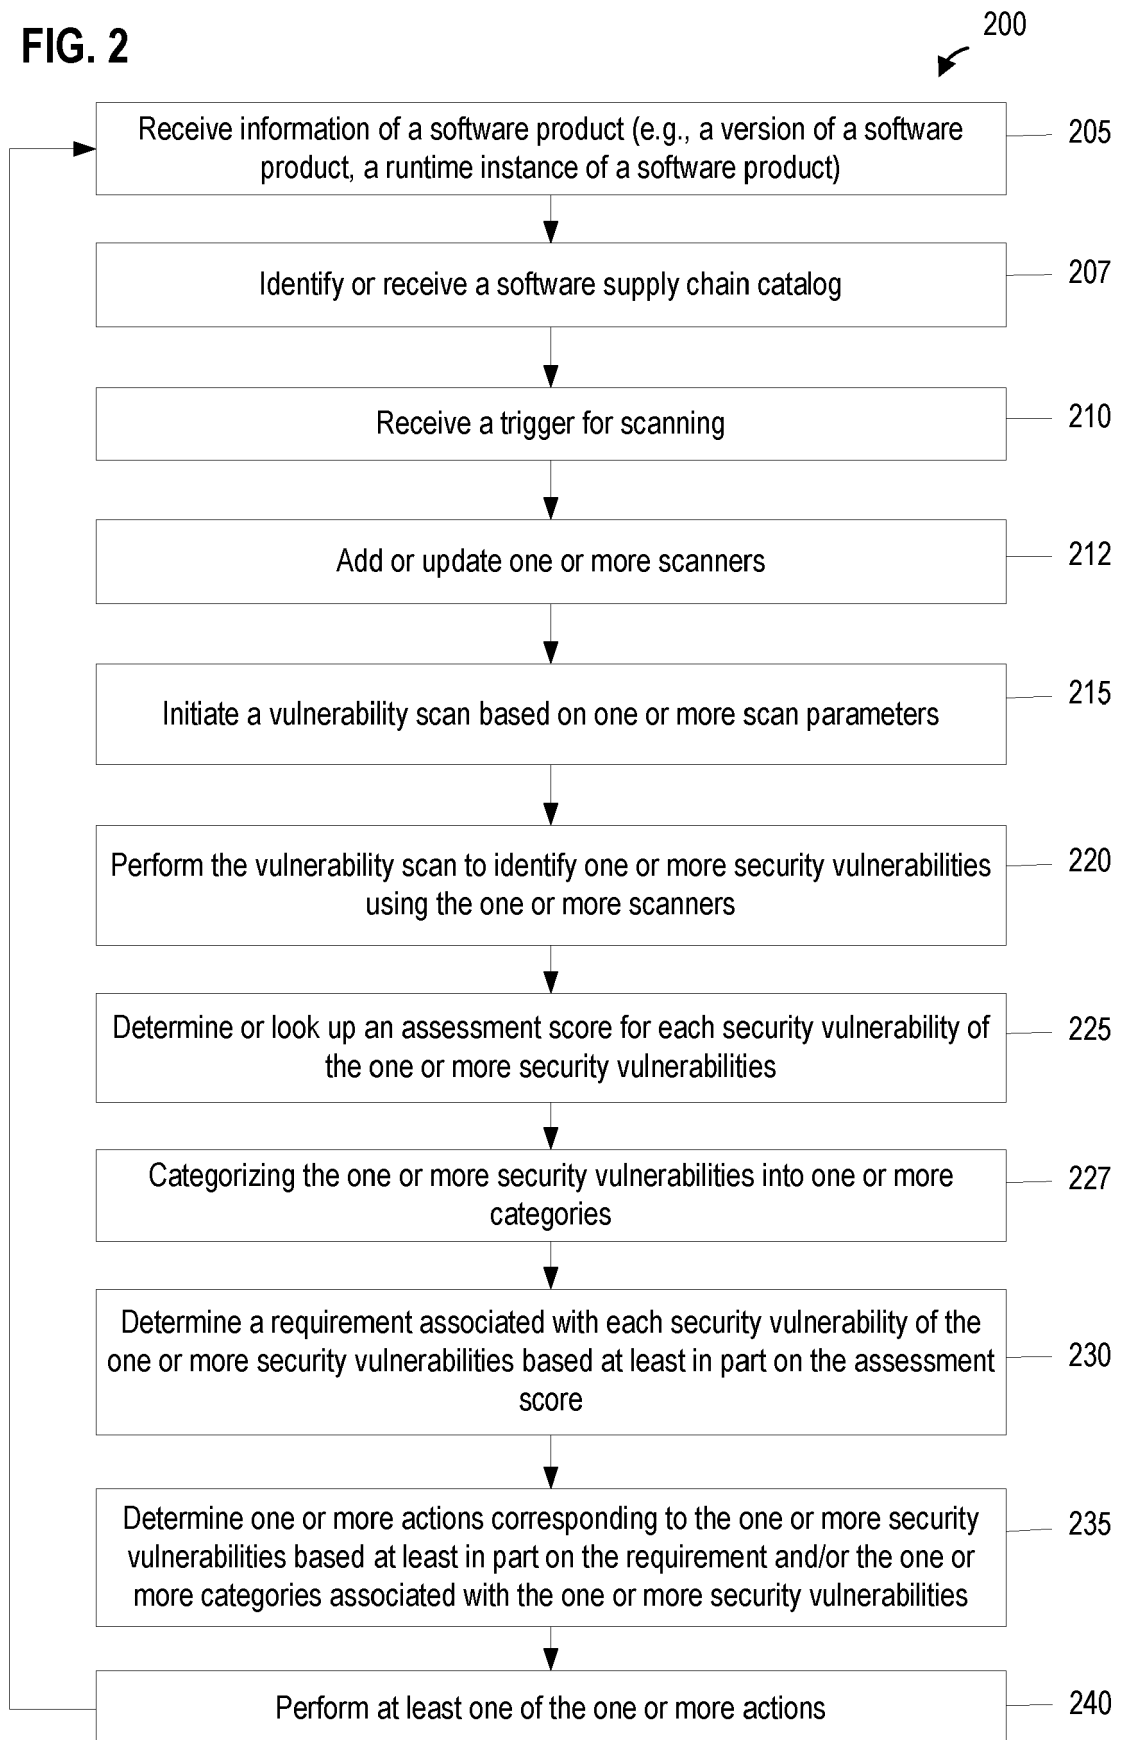 FIG. 2
200
Receive information of a software product (e.g., a version of a software
product, a runtime instance of a software product)
205
Identify or receive a software supply chain catalog
207
Receive a trigger for scanning
210
Add or update one or more scanners
212
Initiate a vulnerability scan based on one or more scan parameters
215
Perform the vulnerability scan to identify one or more security vulnerabilities
using the one or more scanners
220
Determine or look up an assessment score for each security vulnerability of
the one or more security vulnerabilities
225
Categorizing the one or more security vulnerabilities into one or more
categories
227
Determine a requirement associated with each security vulnerability of the
one or more security vulnerabilities based at least in part on the assessment
score
230
Determine one or more actions corresponding to the one or more security
vulnerabilities based at least in part on the requirement and/or the one or
more categories associated with the one or more security vulnerabilities
235
Perform at least one of the one or more actions
240